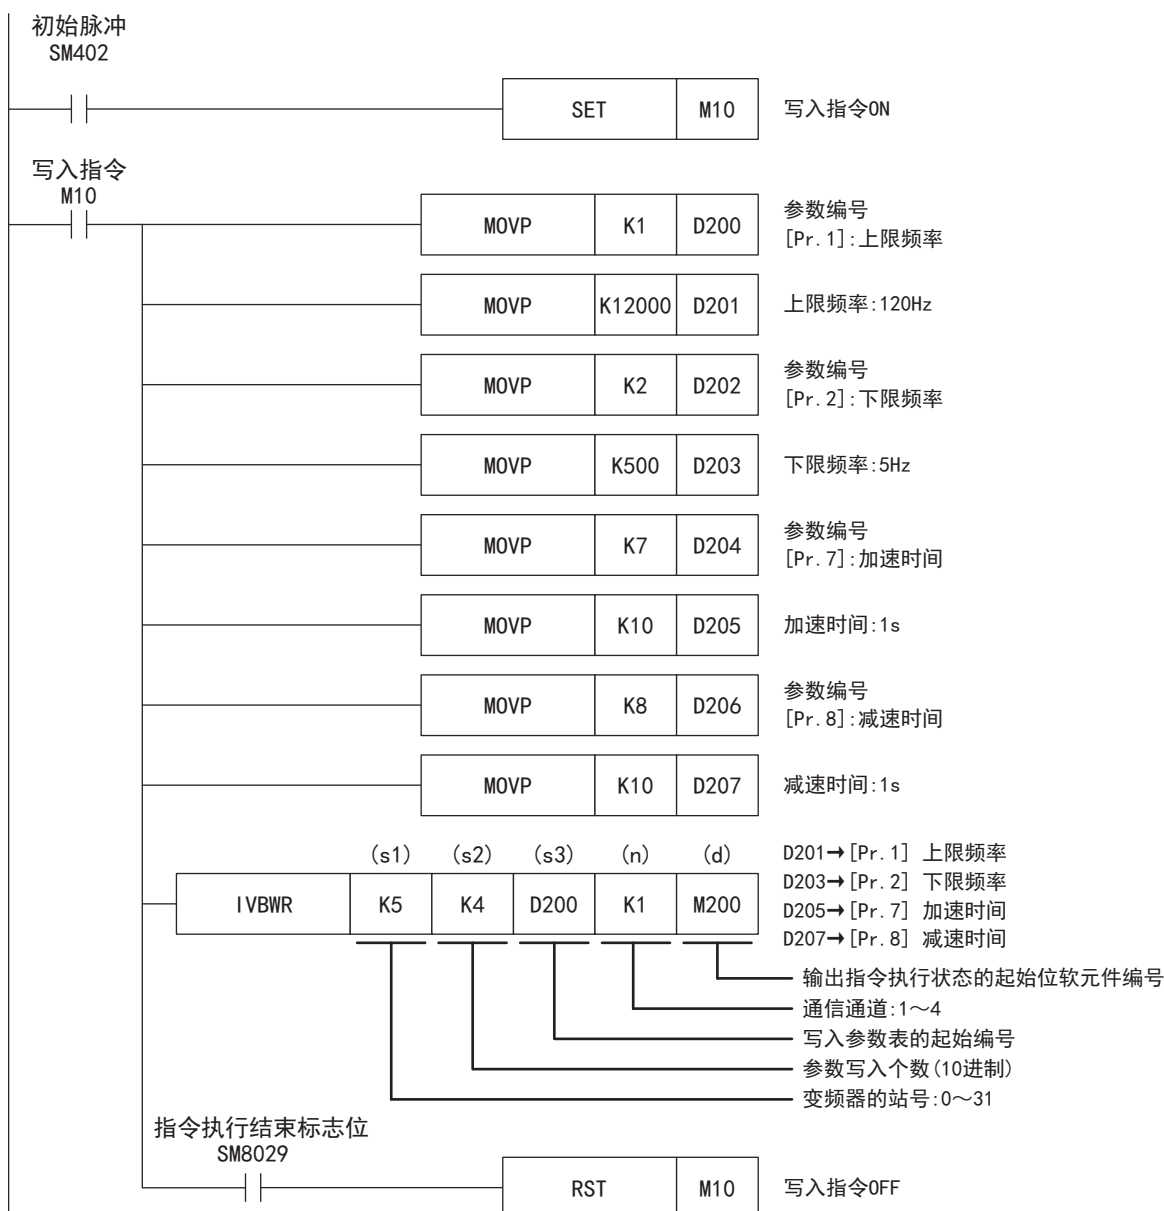 初始脉冲
SM402
SET M10 写入指令ON
写入指令
M10
MOVP K1 D200 参数编号
[Pr.1]:上限频率
MOVP K12000 D201 上限频率:120Hz
MOVP K2 D202 参数编号
[Pr.2]:下限频率
MOVP K500 D203 下限频率:5Hz
MOVP K7 D204 参数编号
[Pr.7]:加速时间
MOVP K10 D205 加速时间:1s
MOVP K8 D206 参数编号
[Pr.8]:减速时间
MOVP K10 D207 减速时间:1s
(s1) (s2) (s3) (n) (d)
IVBWR K5 K4 D200 K1 M200
D201→[Pr.1] 上限频率
D203→[Pr.2] 下限频率
D205→[Pr.7] 加速时间
D207→[Pr.8] 减速时间
输出指令执行状态的起始位软元件编号
通信通道:1～4
写入参数表的起始编号
参数写入个数(10进制)
变频器的站号:0～31
指令执行结束标志位
SM8029
RST M10 写入指令OFF